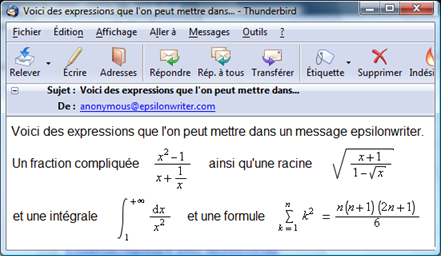 Voici des expressions que l'on peut mettre dans... - Thunderbird
Fichier Édition Affichage Aller à Messages Outils ?
Relever Écrire Adresses Répondre Rép. à tous Transférer Étiquette Supprimer Indési
Sujet : Voici des expressions que l'on peut mettre dans...
De : anonymous@epsilonwriter.com
Voici des expressions que l'on peut mettre dans un message epsilonwriter.
Un fraction compliquée \frac{x^2-1}{x+\frac{1}{x}} ainsi qu'une racine \sqrt{\frac{x+1}{1-\sqrt{x}}}
et une intégrale \int_{1}^{+\infty} \frac{dx}{x^2} et une formule \sum_{k=1}^{n} k^2 = \frac{n(n+1)(2n+1)}{6}